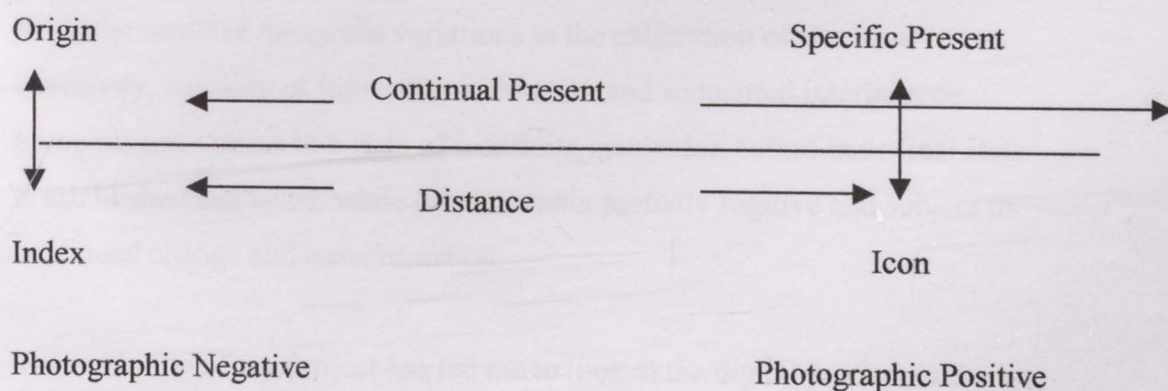 Origin Specific Present
Continual Present
Distance
Index Icon
Photographic Negative Photographic Positive